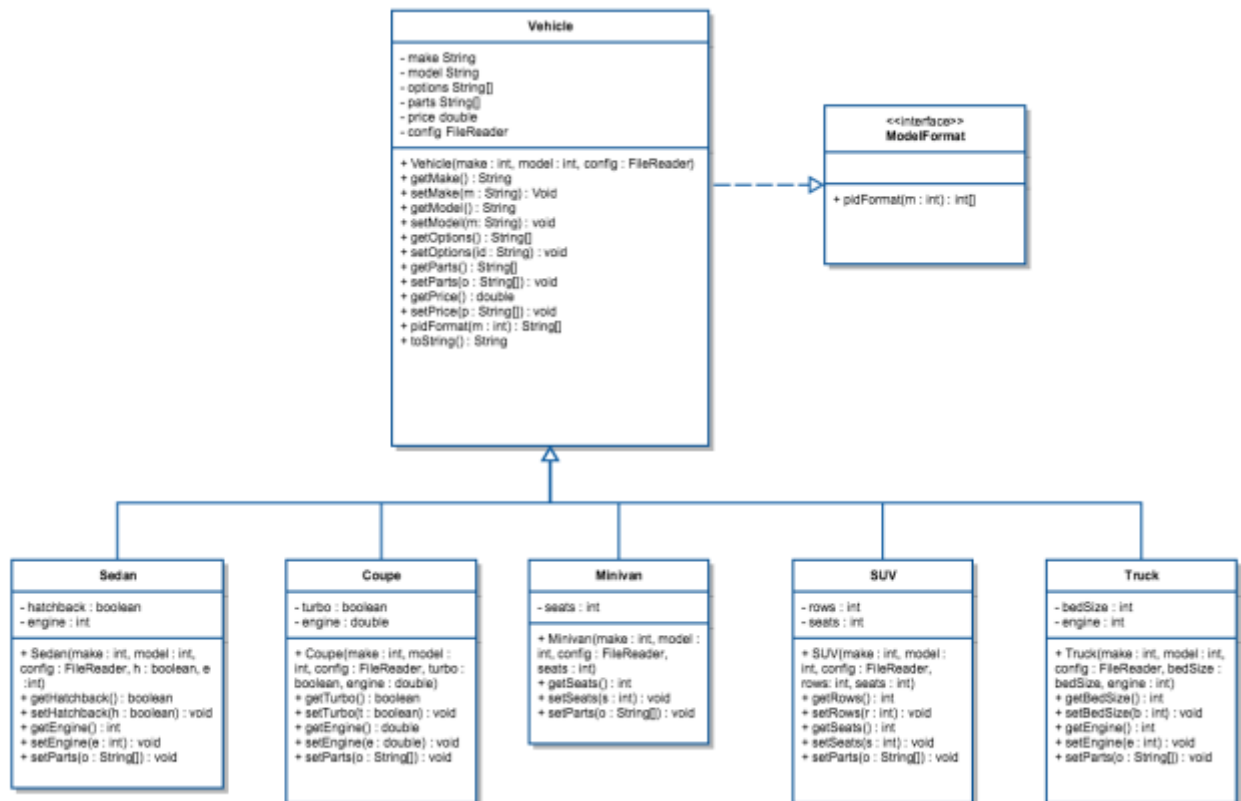 Vehicle
- make String
- model String
- options String[]
- parts String[]
- price double
- config FileReader
+ Vehicle(make : int, model : int, config : FileReader)
+ getMake() : String
+ setMake(m : String) : Void
+ getModel() : String
+ setModel(m: String) : void
+ getOptions() : String[]
+ setOptions(id : String) : void
+ getParts() : String[]
+ setParts(o : String[]) : void
+ getPrice() : double
+ setPrice(p : String[]) : void
+ pidFormat(m : int) : String[]
+ toString() : String
<<interface>>
ModelFormat
+ pidFormat(m : int) : int[]
Sedan
- hatchback : boolean
- engine : int
+ Sedan(make : int, model : int,
config : FileReader, h : boolean, e
:int)
+ getHatchback() : boolean
+ setHatchback(h : boolean) : void
+ getEngine() : int
+ setEngine(e : int) : void
+ setParts(o : String[]) : void
Coupe
- turbo : boolean
- engine : double
+ Coupe(make : int, model :
int, config : FileReader, turbo :
boolean, engine : double)
+ getTurbo() : boolean
+ setTurbo(t : boolean) : void
+ getEngine() : double
+ setEngine(e : double) : void
+ setParts(o : String[]) : void
Minivan
- seats : int
+ Minivan(make : int, model :
int, config : FileReader,
seats : int)
+ getSeats() : int
+ setSeats(s : int) : void
+ setParts(o : String[]) : void
SUV
- rows : int
- seats : int
+ SUV(make : int, model :
int, config : FileReader,
rows: int, seats : int)
+ getRows() : int
+ setRows(r : int) : void
+ getSeats() : int
+ setSeats(s : int) : void
+ setParts(o : String[]) : void
Truck
- bedSize : int
- engine : int
+ Truck(make : int, model : int,
config : FileReader, bedSize :
bedSize, engine : int)
+ getBedSize() : int
+ setBedSize(b : int) : void
+ getEngine() : int
+ setEngine(e : int) : void
+ setParts(o : String[]) : void